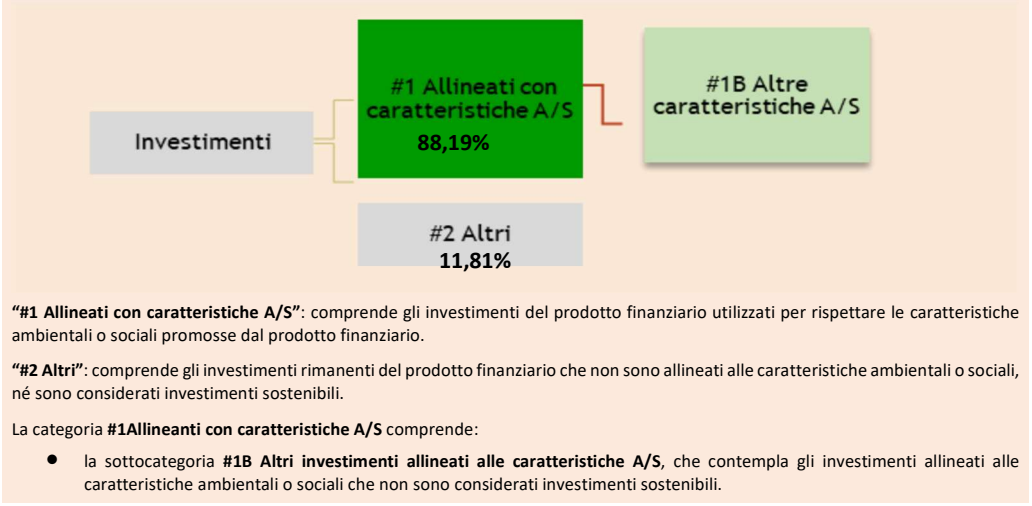 #1 Allineati con
caratteristiche A/S
88,19%
#1B Altre
caratteristiche A/S
Investimenti
#2 Altri
11,81%
“#1 Allineati con caratteristiche A/S”: comprende gli investimenti del prodotto finanziario utilizzati per rispettare le caratteristiche
ambientali o sociali promosse dal prodotto finanziario.
“#2 Altri”: comprende gli investimenti rimanenti del prodotto finanziario che non sono allineati alle caratteristiche ambientali o sociali,
né sono considerati investimenti sostenibili.
La categoria #1Allineanti con caratteristiche A/S comprende:
● la sottocategoria #1B Altri investimenti allineati alle caratteristiche A/S, che contempla gli investimenti allineati alle
caratteristiche ambientali o sociali che non sono considerati investimenti sostenibili.